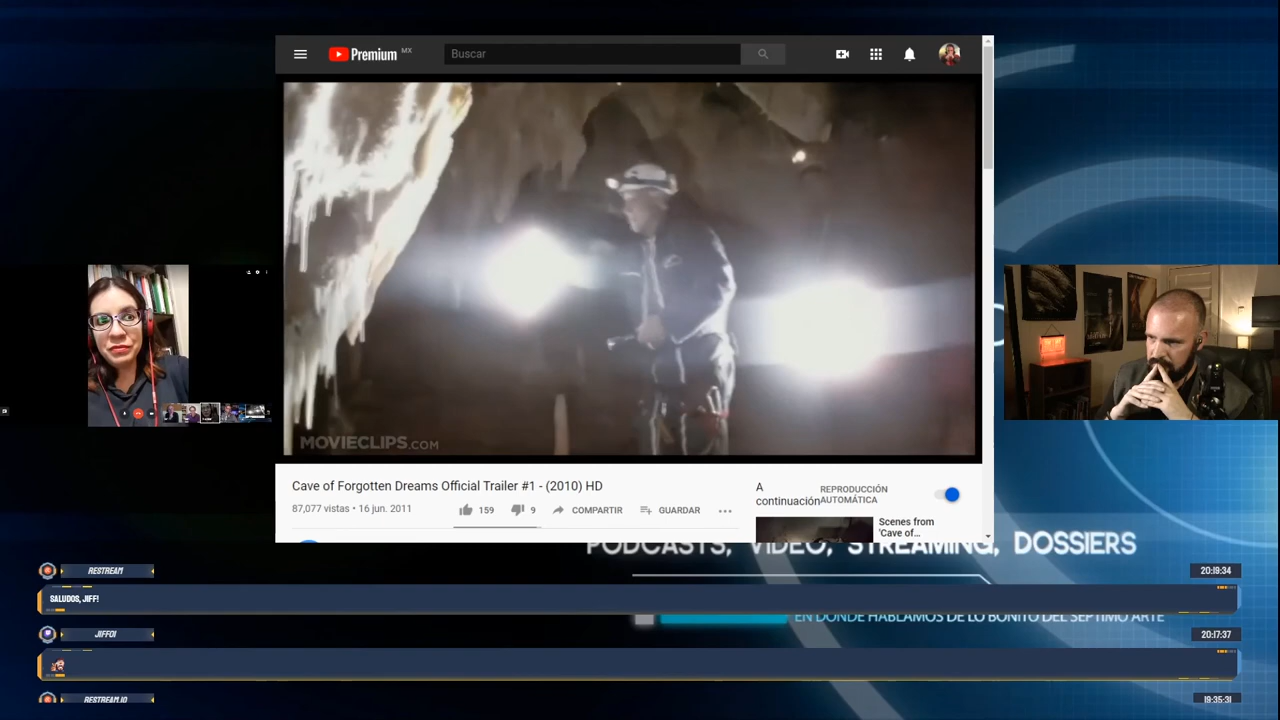 Premium MX
Buscar
MOVIECLIPS.COM
Cave of Forgotten Dreams Official Trailer #1 - (2010) HD
87,077 vistas • 16 jun. 2011
159
9
COMPARTIR
GUARDAR
A continuación
REPRODUCCIÓN AUTOMÁTICA
Scenes from
'Cave of...
PODCASTS, VIDEO, STREAMING, DOSSIERS
EN DONDE HABLAMOS DE LO BONITO DEL SÉPTIMO ARTE
RESTREAM
20:19:34
SALUDOS, JIFF!
JIFFOI
20:17:37
RESTREAM.IO
19:35:31